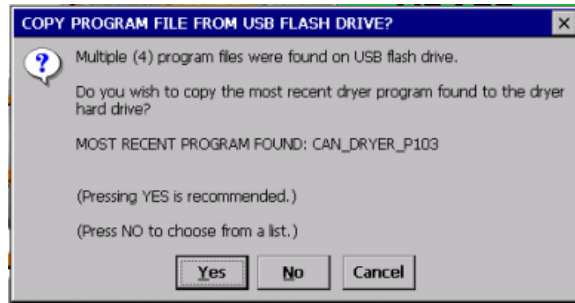 COPY PROGRAM FILE FROM USB FLASH DRIVE?
Multiple (4) program files were found on USB flash drive.
Do you wish to copy the most recent dryer program found to the dryer
hard drive?
MOST RECENT PROGRAM FOUND: CAN_DRYER_P103
(Pressing YES is recommended.)
(Press NO to choose from a list.)
Yes No Cancel